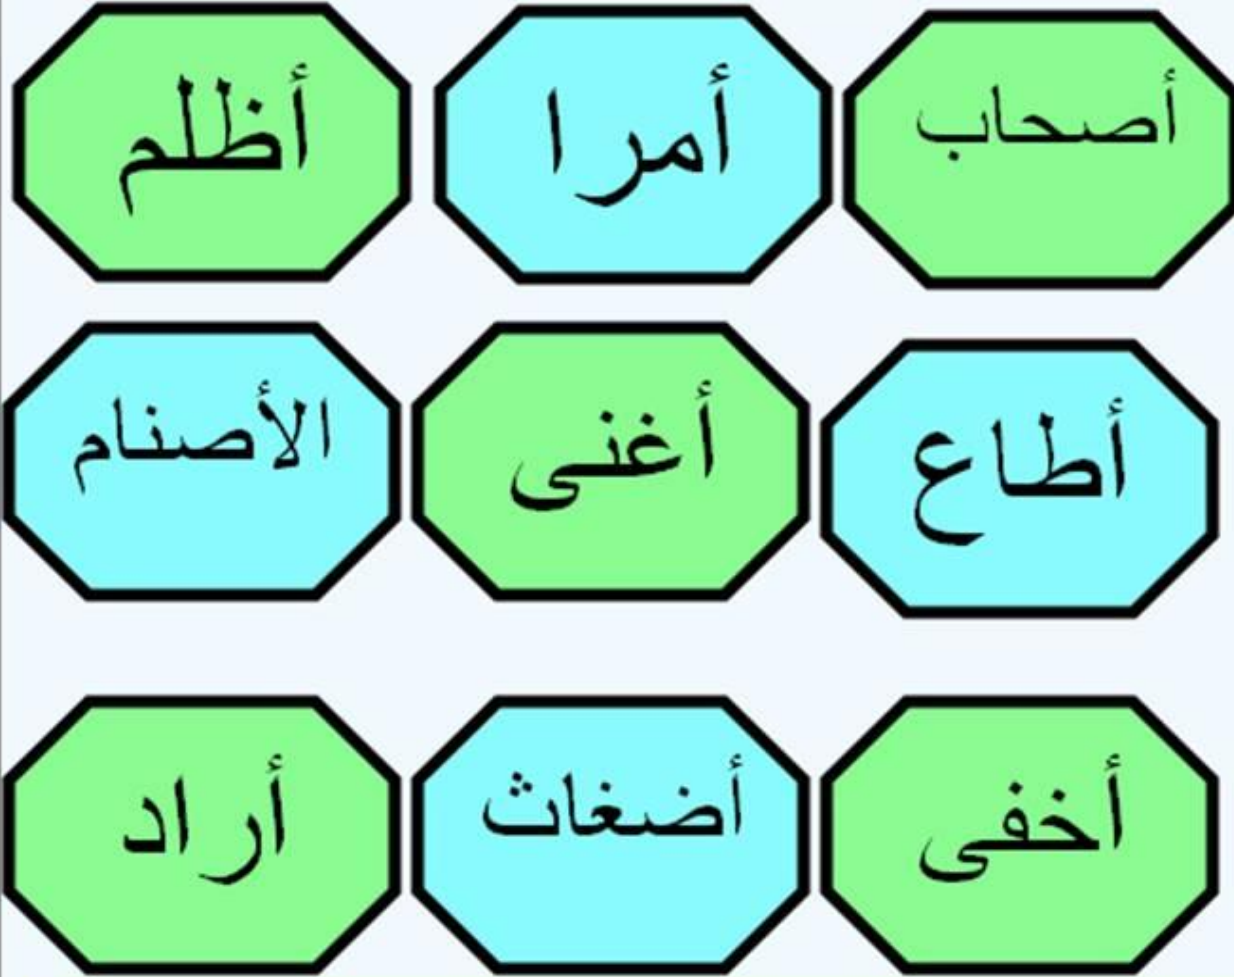 أصحاب
أمرا
أظلم
أطاع
أغنى
الأصنام
أخفى
أضغاث
أراد